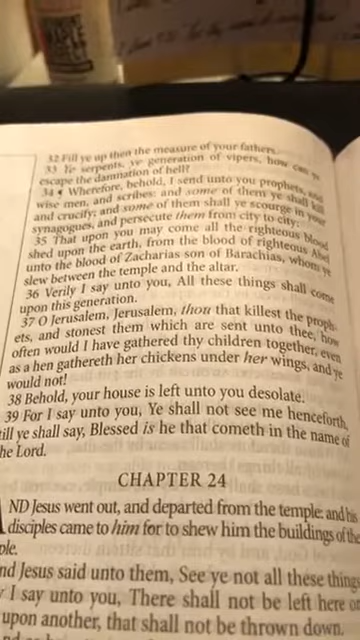 32 Fill ye up then the measure of your fathers.
33 Ye serpents, ye generation of vipers, how can ye
escape the damnation of hell?
34 ¶ Wherefore, behold, I send unto you prophets, and
wise men, and scribes: and some of them ye shall kill
and crucify; and some of them shall ye scourge in your
synagogues, and persecute them from city to city:
35 That upon you may come all the righteous blood
shed upon the earth, from the blood of righteous Abel
unto the blood of Zacharias son of Barachias, whom ye
slew between the temple and the altar.
36 Verily I say unto you, All these things shall come
upon this generation.
37 O Jerusalem, Jerusalem, thou that killest the proph-
ets, and stonest them which are sent unto thee, how
often would I have gathered thy children together, even
as a hen gathereth her chickens under her wings, and ye
would not!
38 Behold, your house is left unto you desolate.
39 For I say unto you, Ye shall not see me henceforth,
till ye shall say, Blessed is he that cometh in the name of
he Lord.
CHAPTER 24
AND Jesus went out, and departed from the temple: and his
disciples came to him for to shew him the buildings of the
ple.
nd Jesus said unto them, See ye not all these things
I say unto you, There shall not be left here o
upon another, that shall not be thrown down.